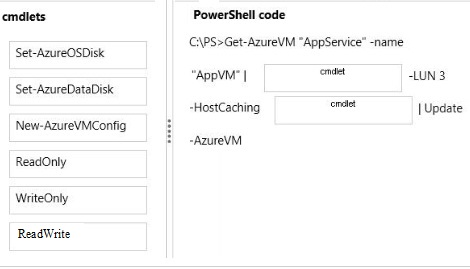 cmdlets
Set-AzureOSDisk
Set-AzureDataDisk
New-AzureVMConfig
ReadOnly
WriteOnly
ReadWrite
PowerShell code
C:\PS>Get-AzureVM "AppService" -name
"AppVM" | cmdlet -LUN 3
-HostCaching cmdlet | Update
-AzureVM